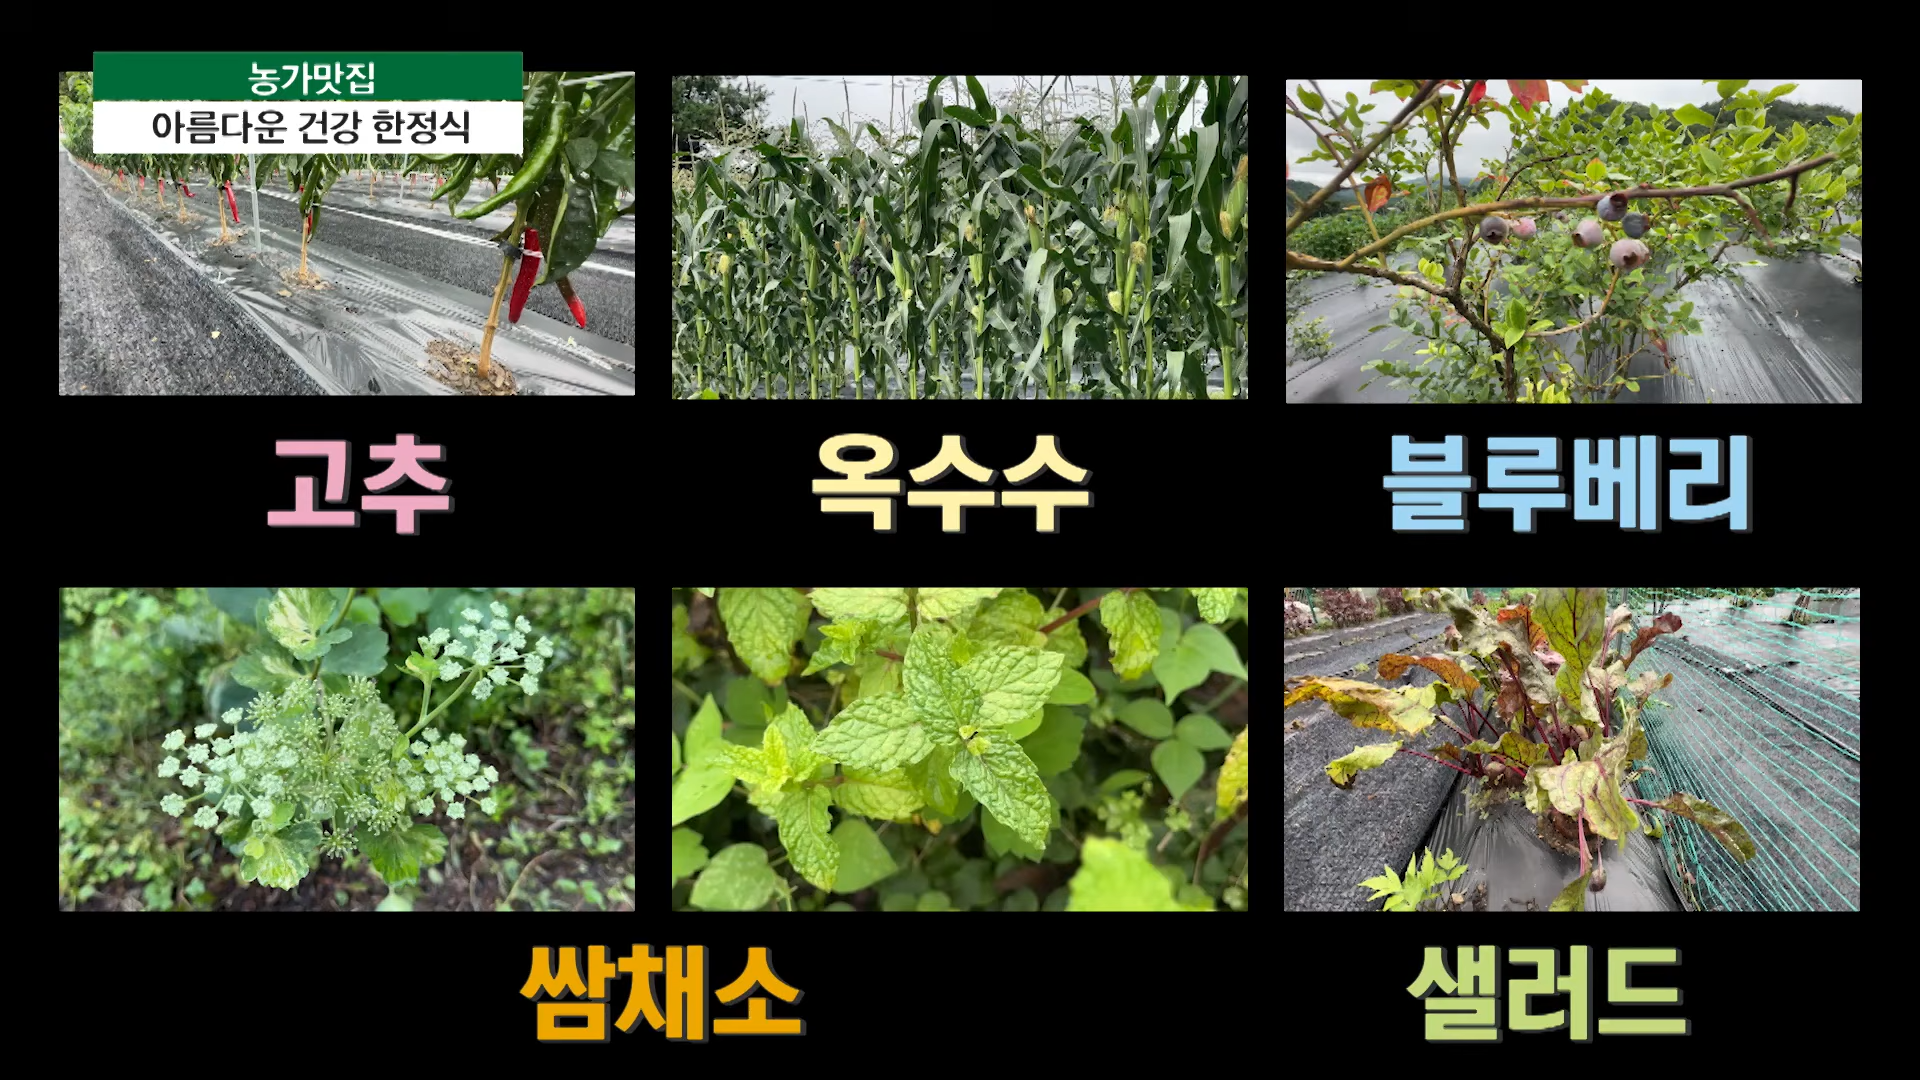 농가맛집
아름다운 건강 한정식
고추
옥수수
블루베리
쌈채소
샐러드